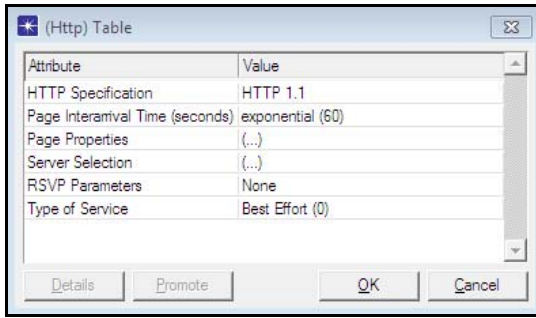 (Http) Table
Attribute Value
HTTP Specification HTTP 1.1
Page Interarrival Time (seconds) exponential (60)
Page Properties (...)
Server Selection (...)
RSVP Parameters None
Type of Service Best Effort (0)
Details Promote OK Cancel